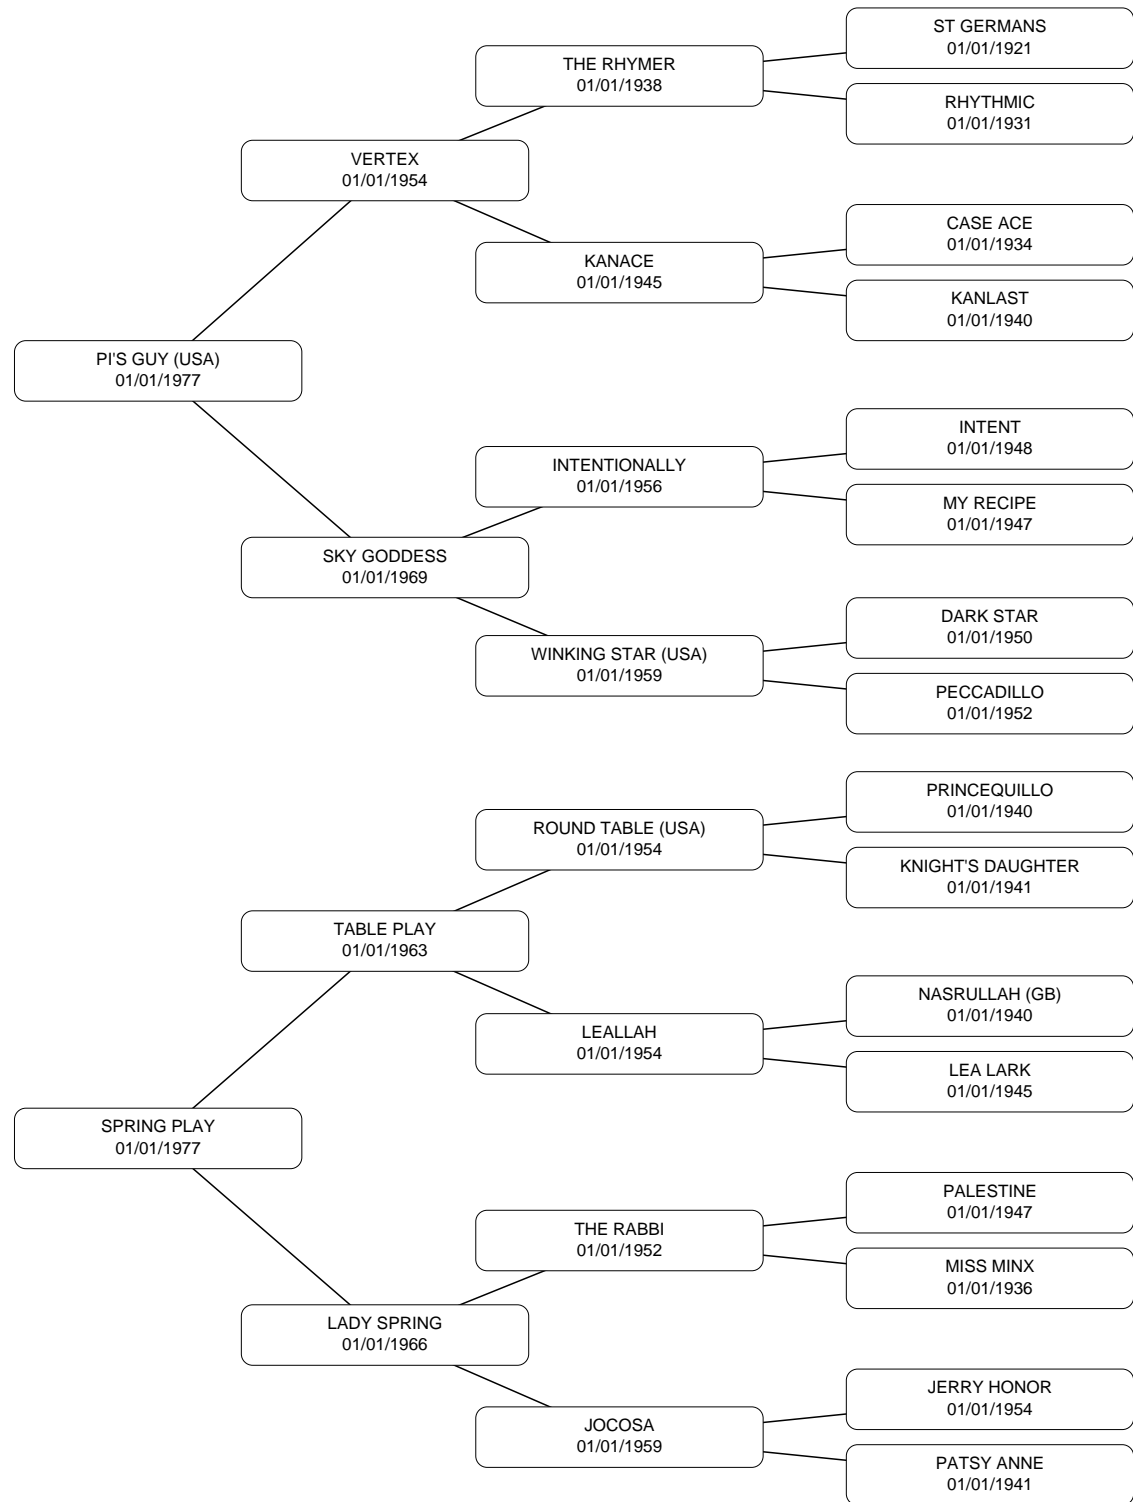 ST GERMANS
01/01/1921
THE RHYMER
01/01/1938
RHYTHMIC
01/01/1931
VERTEX
01/01/1954
CASE ACE
01/01/1934
KANACE
01/01/1945
KANLAST
01/01/1940
PI'S GUY (USA)
01/01/1977
INTENT
01/01/1948
INTENTIONALLY
01/01/1956
MY RECIPE
01/01/1947
SKY GODDESS
01/01/1969
DARK STAR
01/01/1950
WINKING STAR (USA)
01/01/1959
PECCADILLO
01/01/1952
PRINCEQUILLO
01/01/1940
ROUND TABLE (USA)
01/01/1954
KNIGHT'S DAUGHTER
01/01/1941
TABLE PLAY
01/01/1963
NASRULLAH (GB)
01/01/1940
LEALLAH
01/01/1954
LEA LARK
01/01/1945
SPRING PLAY
01/01/1977
PALESTINE
01/01/1947
THE RABBI
01/01/1952
MISS MINX
01/01/1936
LADY SPRING
01/01/1966
JERRY HONOR
01/01/1954
JOCOSA
01/01/1959
PATSY ANNE
01/01/1941